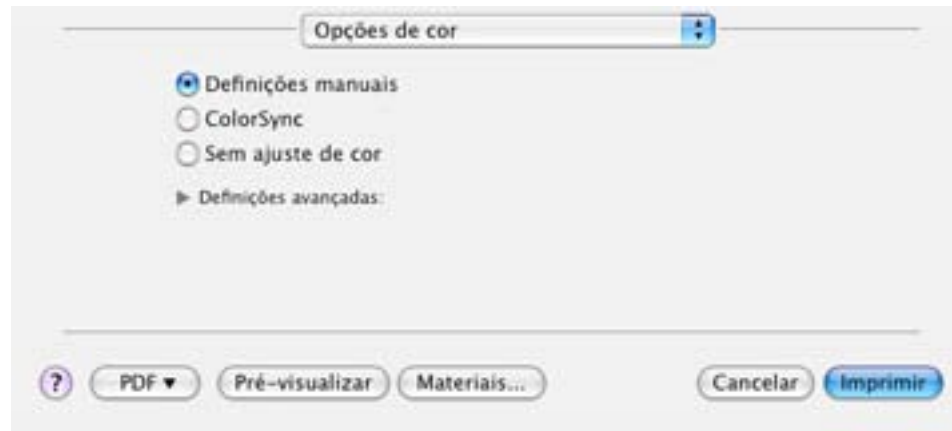 Opções de cor
Definições manuais
ColorSync
Sem ajuste de cor
Definições avançadas:
? PDF Pré-visualizar Materiais... Cancelar Imprimir